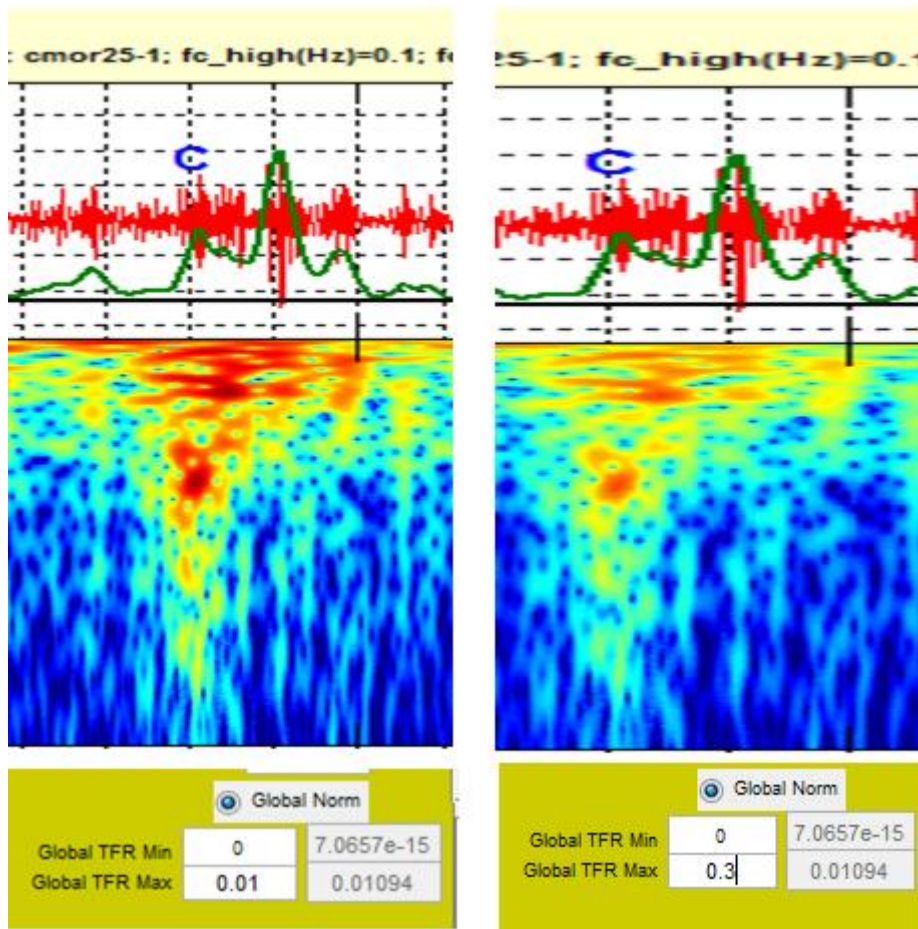 : cmor25-1; fc_high(Hz)=0.1; f
25-1; fc_high(Hz)=0.1
C
C
Global Norm
Global TFR Min 0 7.0657e-15
Global TFR Max 0.01 0.01094
Global Norm
Global TFR Min 0 7.0657e-15
Global TFR Max 0.3 0.01094